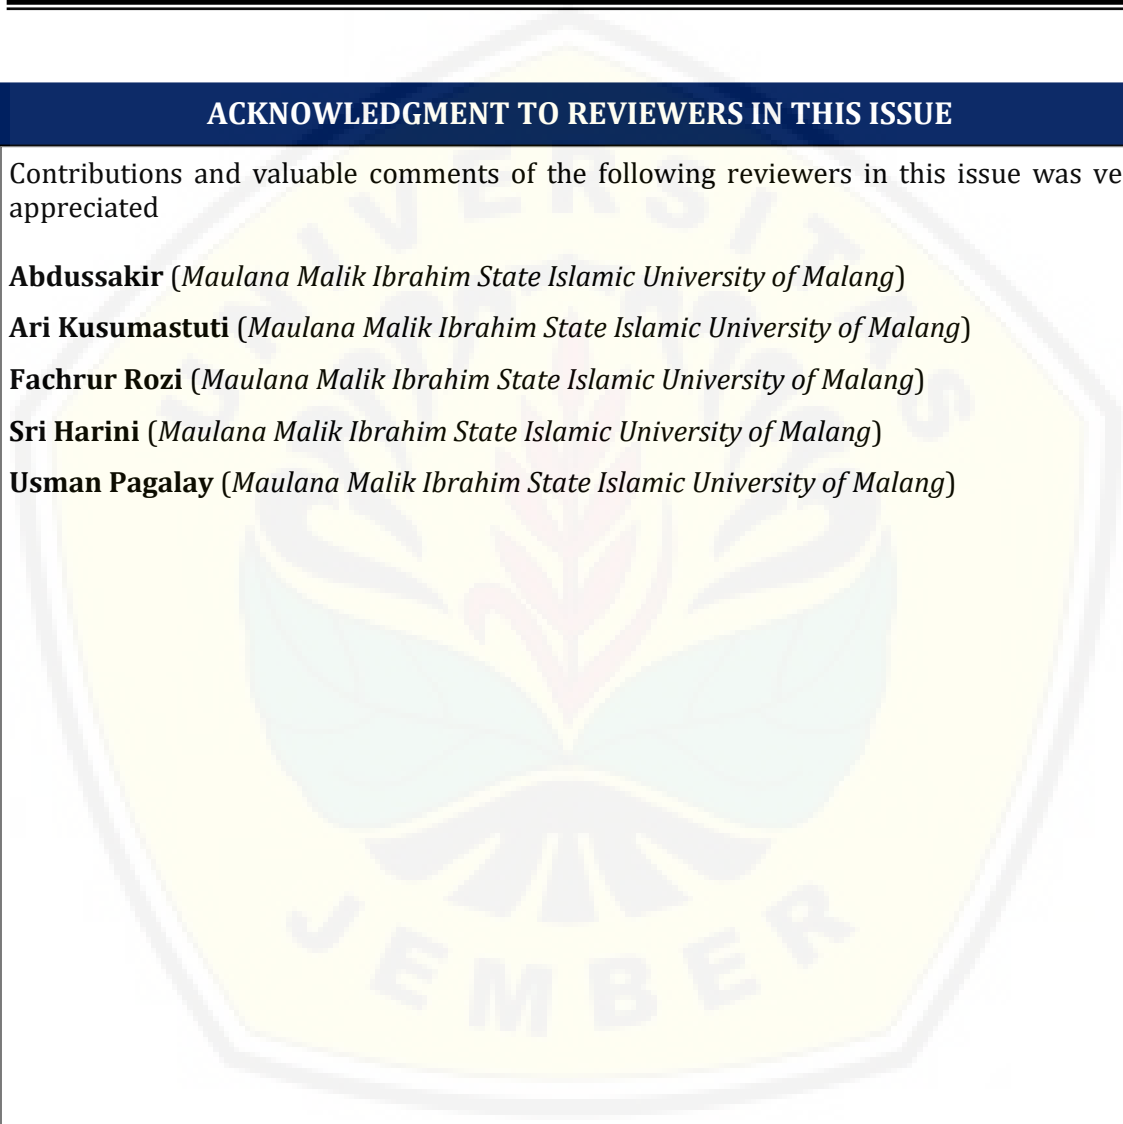 ACKNOWLEDGMENT TO REVIEWERS IN THIS ISSUE
Contributions and valuable comments of the following reviewers in this issue was ve
appreciated
Abdussakir (Maulana Malik Ibrahim State Islamic University of Malang)
Ari Kusumastuti (Maulana Malik Ibrahim State Islamic University of Malang)
Fachrur Rozi (Maulana Malik Ibrahim State Islamic University of Malang)
Sri Harini (Maulana Malik Ibrahim State Islamic University of Malang)
Usman Pagalay (Maulana Malik Ibrahim State Islamic University of Malang)
UNIVERSITAS
JEMBER